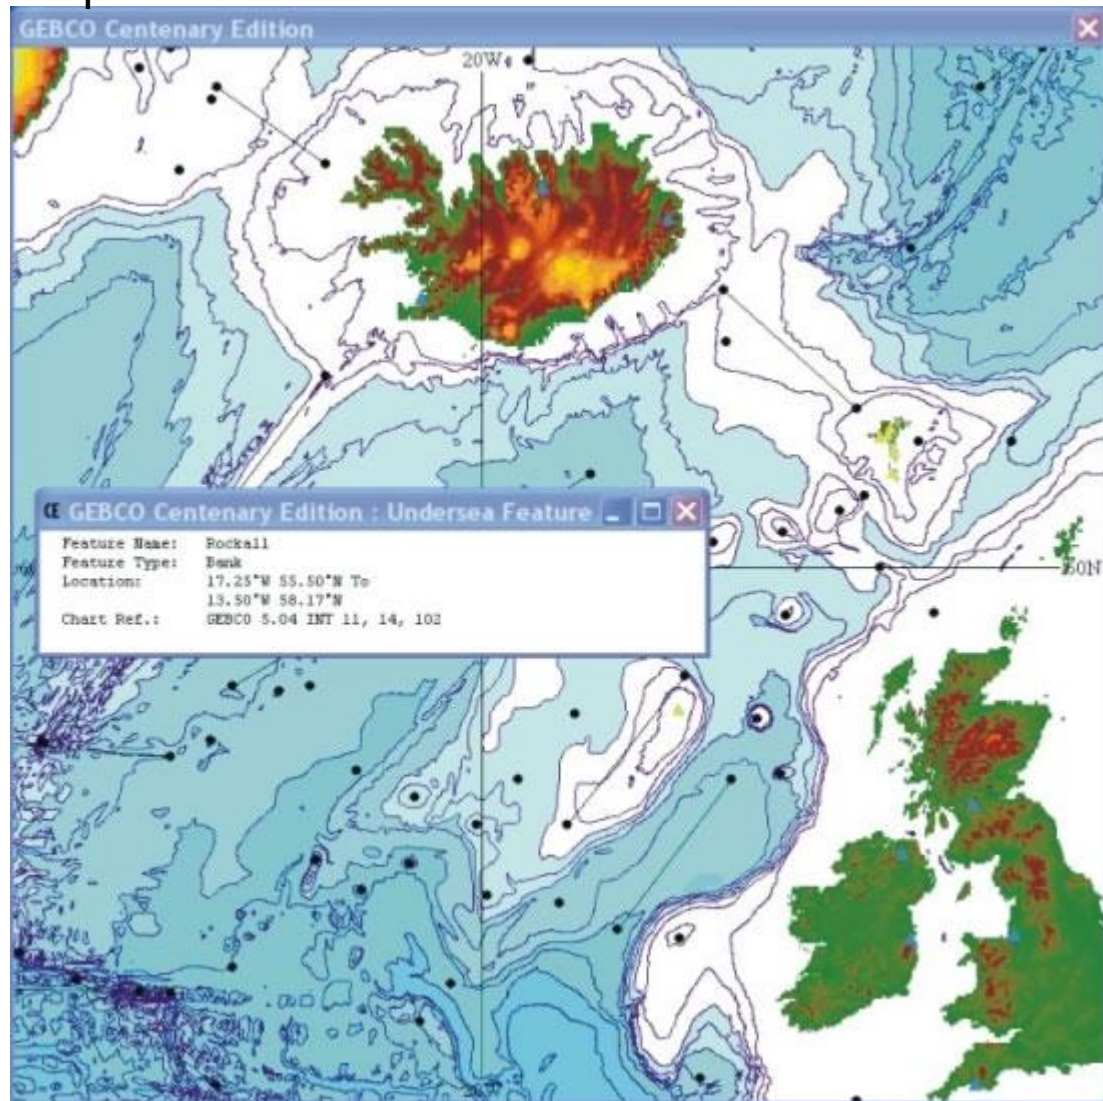 GEBCO Centenary Edition
20W
CE GEBCO Centenary Edition : Undersea Feature
Feature Name: Rockall
Feature Type: Bank
Location: 17.25°W 55.50°N To
13.50°W 58.17°N
Chart Ref.: GEBCO 5.04 INT 11, 14, 102
60N